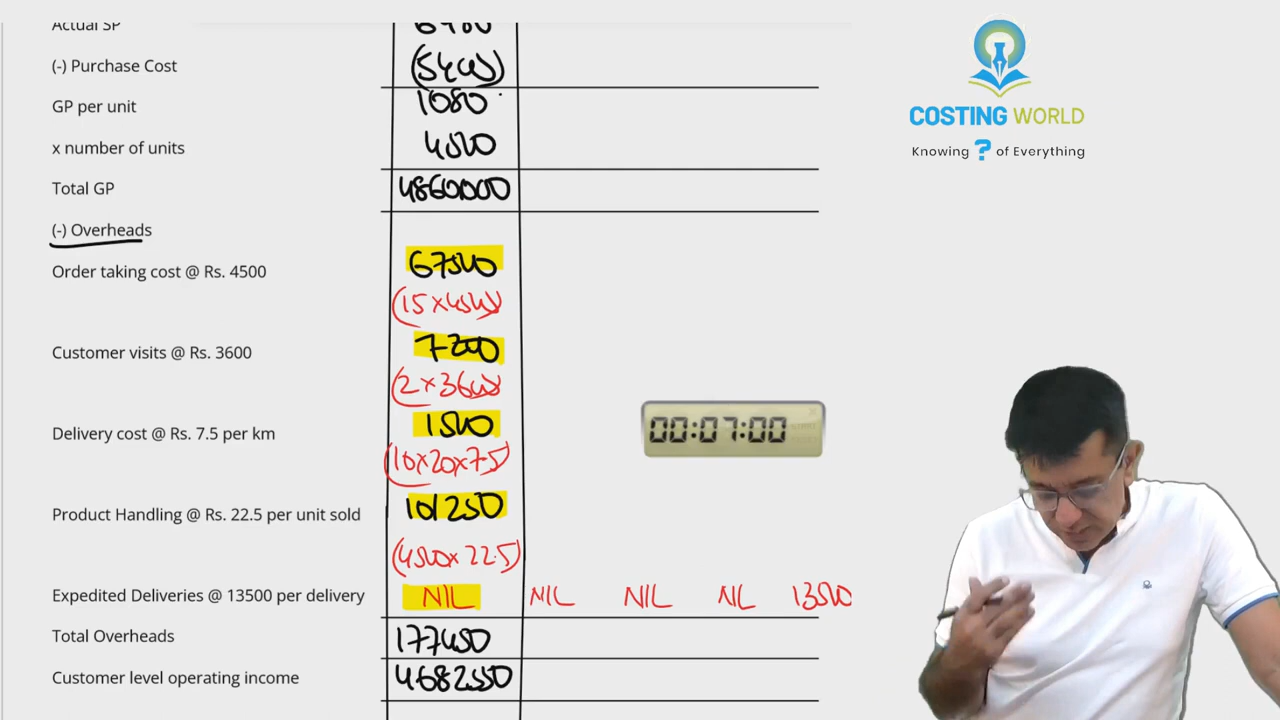 Actual SP 6480
(-) Purchase Cost (5400)
GP per unit 1080
x number of units 4500
Total GP 4860000
(-) Overheads
Order taking cost @ Rs. 4500 67500
(15 x 4500)
Customer visits @ Rs. 3600 7200
(2 x 3600)
Delivery cost @ Rs. 7.5 per km 1500
(10x20x7.5)
Product Handling @ Rs. 22.5 per unit sold 101250
(4500 x 22.5)
Expedited Deliveries @ 13500 per delivery NIL NIL NIL NIL 13500
Total Overheads 177450
Customer level operating income 4682550
COSTING WORLD
Knowing ? of Everything
00:07:00